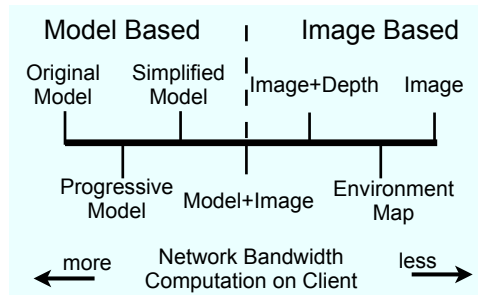 Model Based
Image Based
Original
Model
Simplified
Model
Image+Depth
Image
Progressive
Model
Model+Image
Environment
Map
more
Network Bandwidth
Computation on Client
less